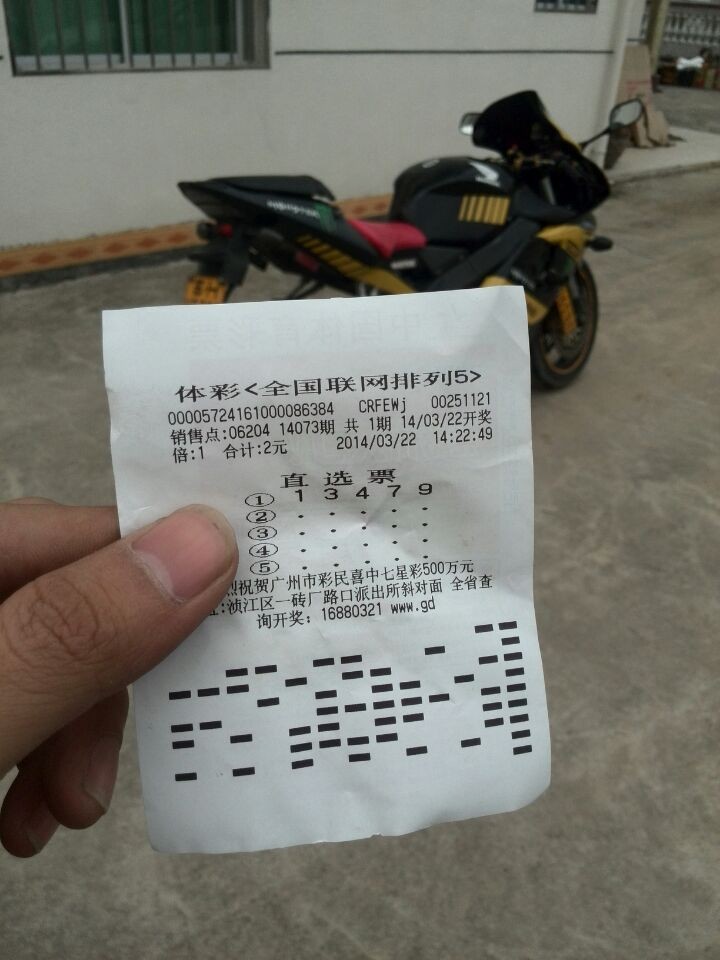 体彩<全国联网排列5>
00005724161000086384 CRFEWj 00251121
销售点:06204 14073期 共 1期 14/03/22开奖
倍:1 合计:2元 2014/03/22 14:22:49
直选票
① 1 3 4 7 9
② . . . . .
③ . . . . .
④ . . . . .
⑤ . . . . .
烈祝贺广州市彩民喜中七星彩500万元
:浈江区一砖厂路口派出所斜对面 全省查
询开奖: 16880321 www.gd